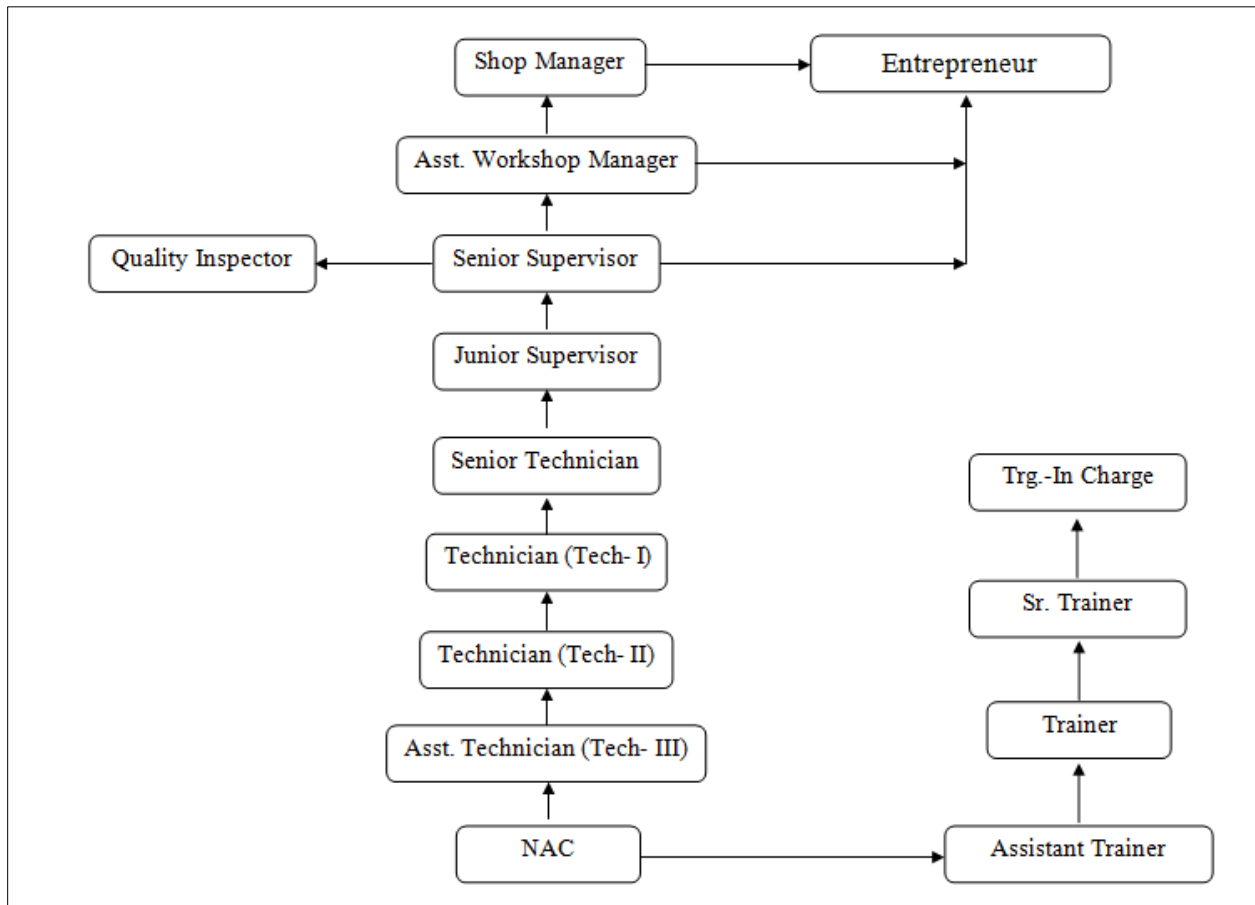 Shop Manager
Entrepreneur
Asst. Workshop Manager
Quality Inspector
Senior Supervisor
Junior Supervisor
Senior Technician
Trg.-In Charge
Technician (Tech- I)
Sr. Trainer
Technician (Tech- II)
Trainer
Asst. Technician (Tech- III)
NAC
Assistant Trainer